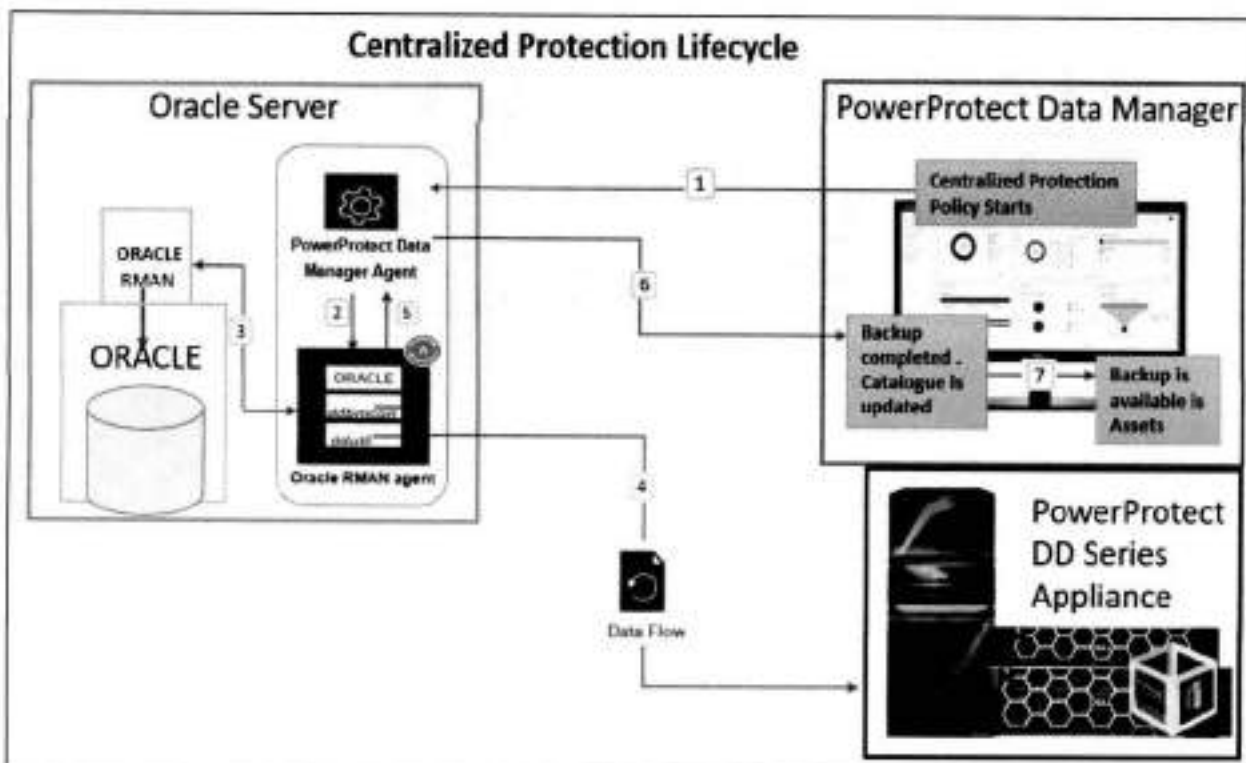 Centralized Protection Lifecycle
Oracle Server
PowerProtect Data
Manager Agent
ORACLE
RMAN
ORACLE
2
5
3
ORACLE
Oracle RMAN agent
1
6
4
Data Flow
PowerProtect Data Manager
Centralized Protection
Policy Starts
Backup
completed .
Catalogue is
updated
7
Backup is
available is
Assets
PowerProtect
DD Series
Appliance